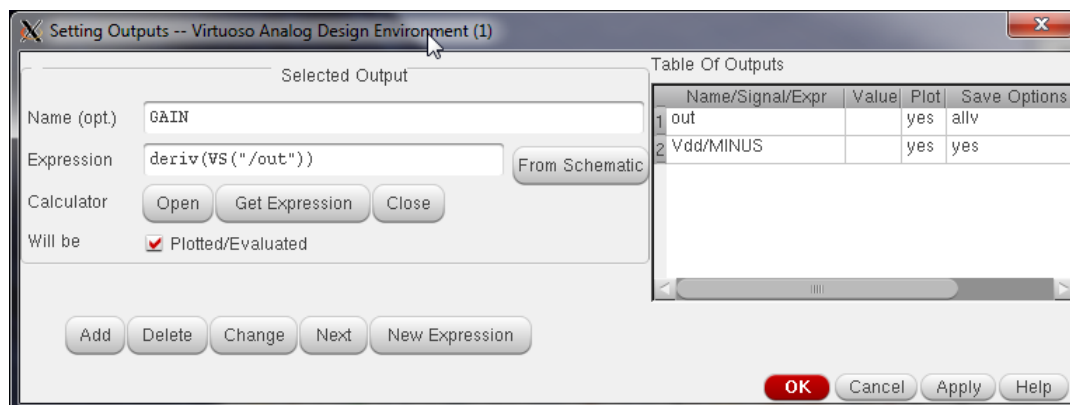 Setting Outputs -- Virtuoso Analog Design Environment (1)
Selected Output
Name (opt.) GAIN
Expression deriv(VS("/out")) From Schematic
Calculator Open Get Expression Close
Will be Plotted/Evaluated
Add Delete Change Next New Expression
Table Of Outputs
Name/Signal/Expr Value Plot Save Options
1 out yes allv
2 Vdd/MINUS yes yes
OK Cancel Apply Help